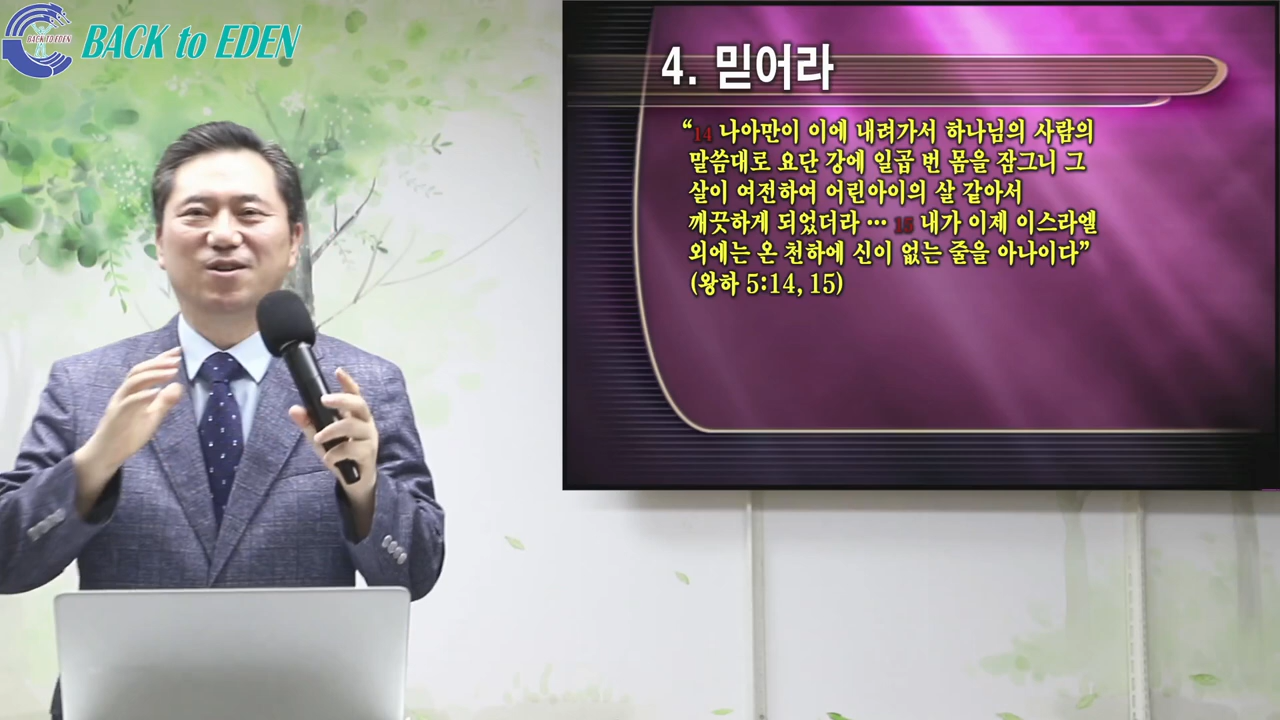 BACK TO EDEN
BACK to EDEN
4. 믿어라
“14 나아만이 이에 내려가서 하나님의 사람의
말씀대로 요단 강에 일곱 번 몸을 잠그니 그
살이 여전하여 어린아이의 살 같아서
깨끗하게 되었더라 … 15 내가 이제 이스라엘
외에는 온 천하에 신이 없는 줄을 아나이다”
(왕하 5:14, 15)